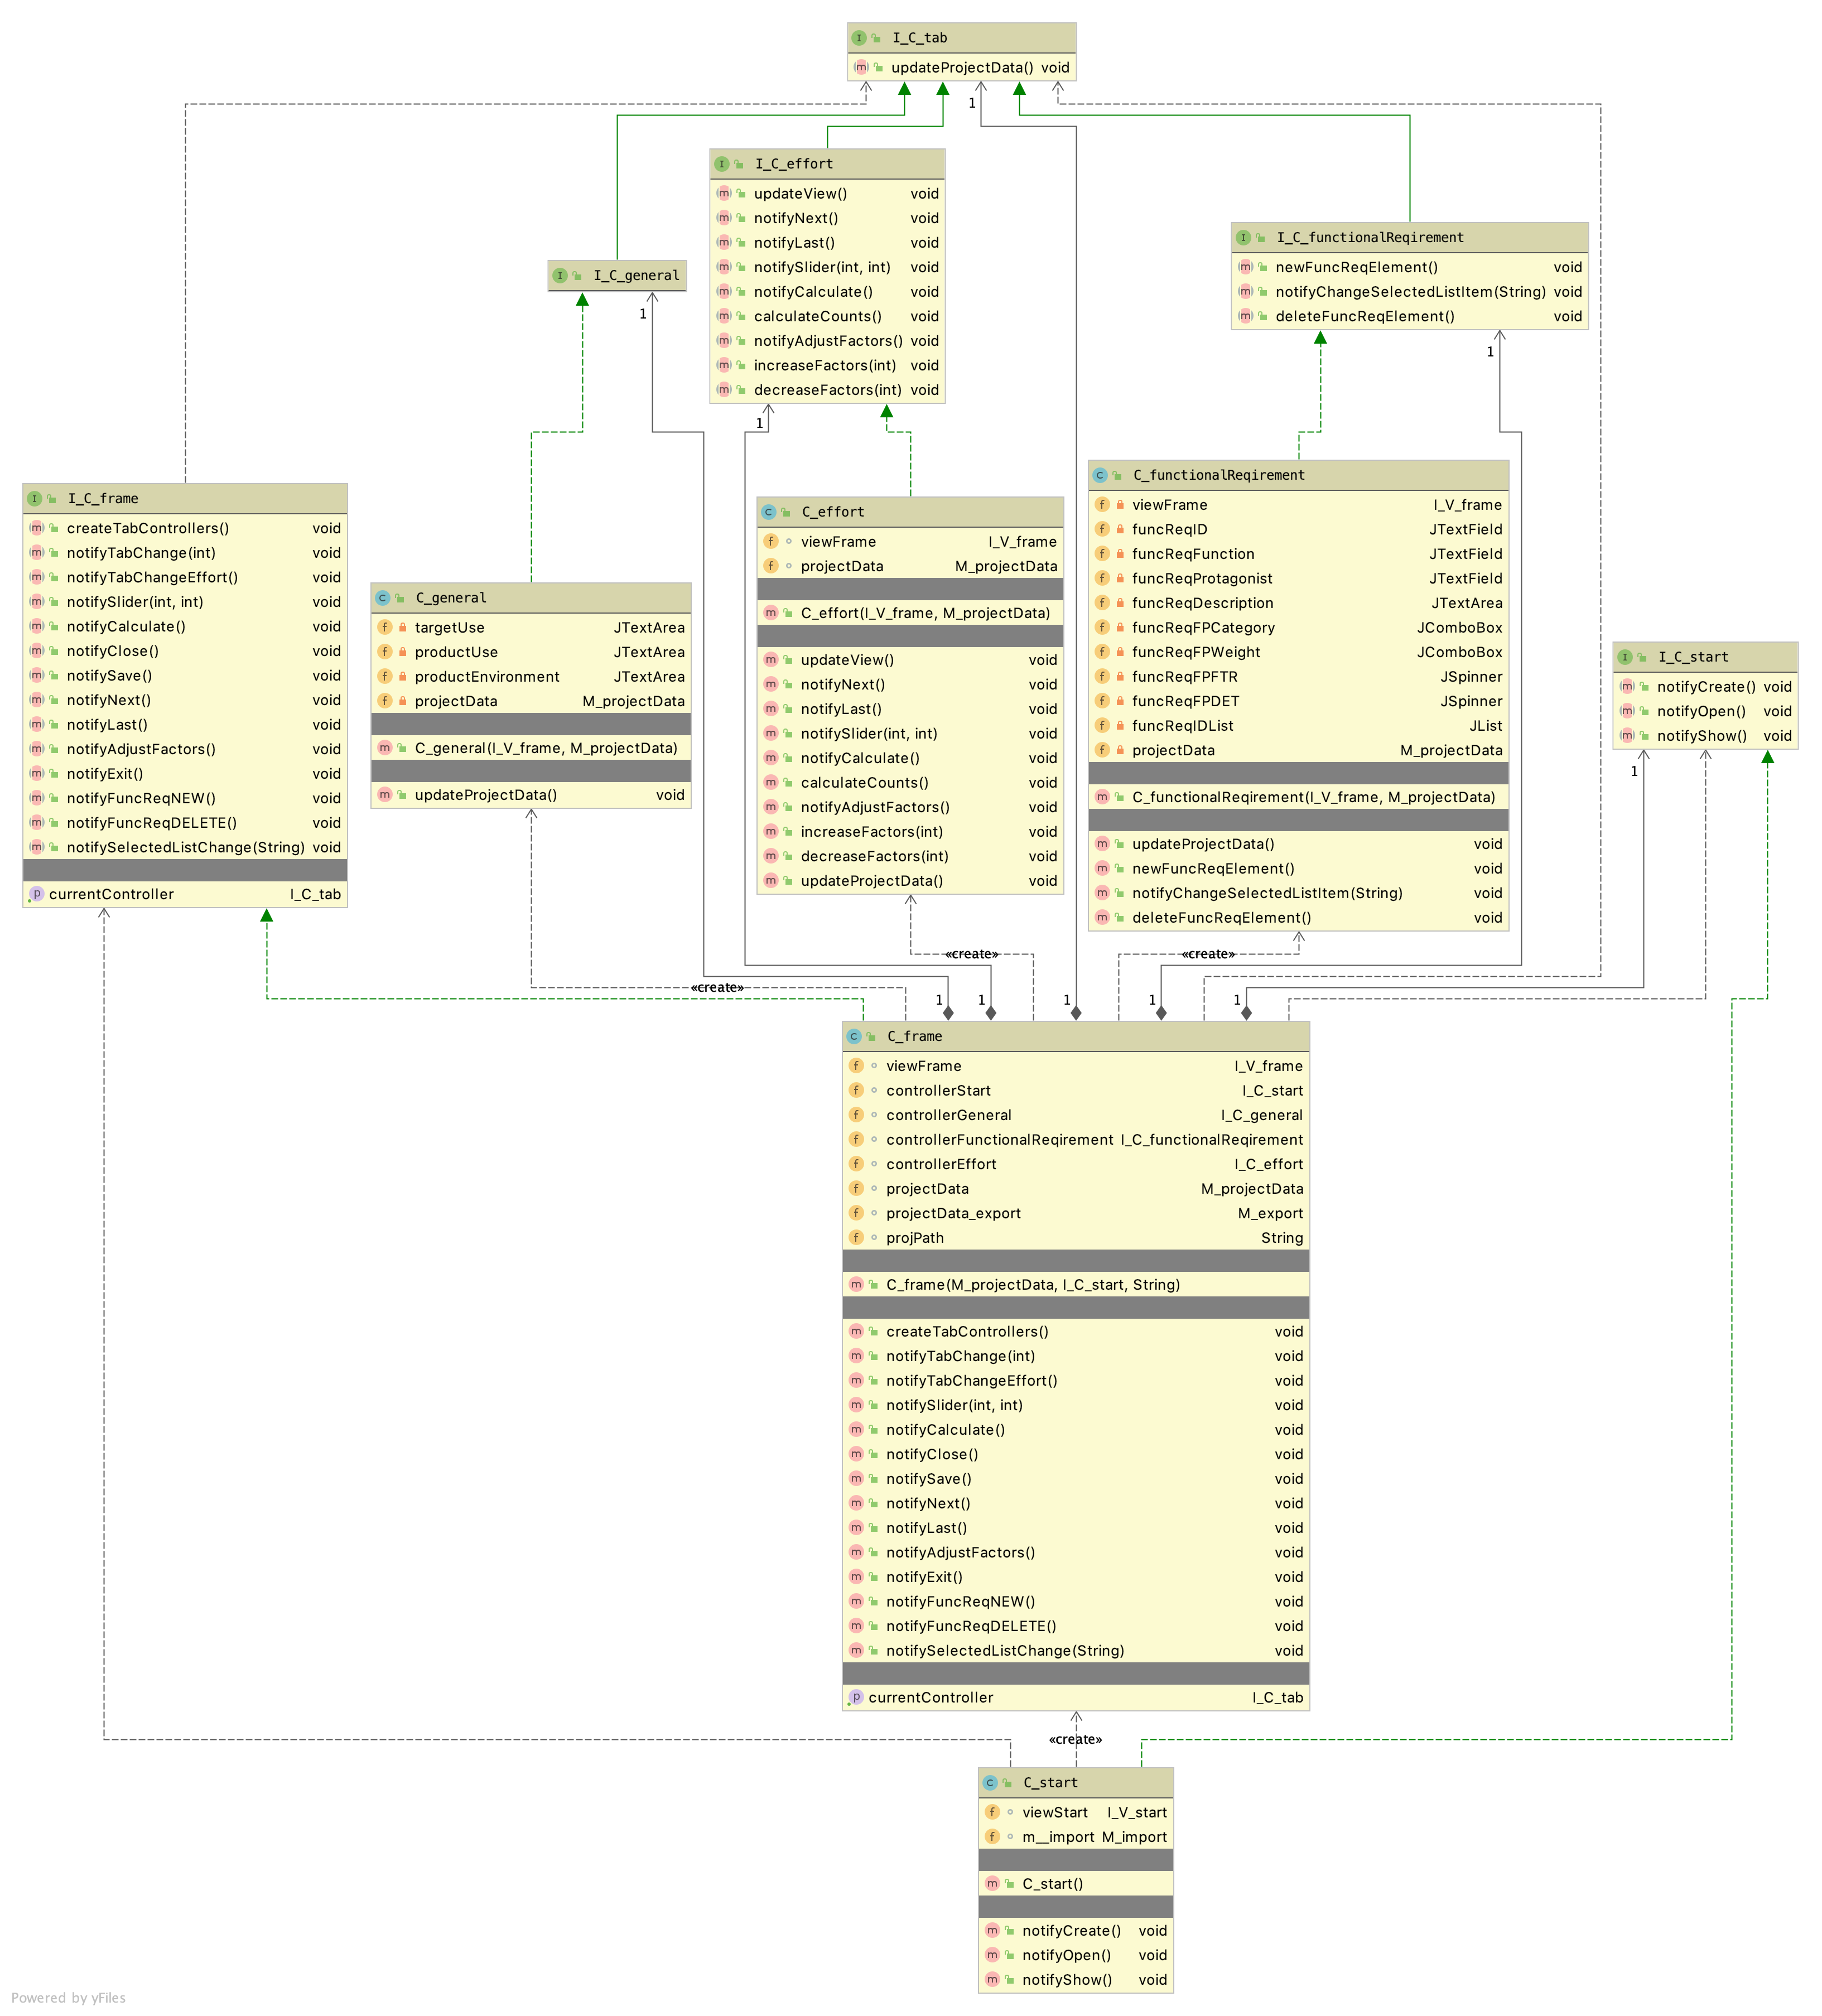 I_C_tab
updateProjectData() void
1
I_C_effort
updateView() void
notifyNext() void
notifyLast() void
notifySlider(int, int) void
notifyCalculate() void
calculateCounts() void
notifyAdjustFactors() void
increaseFactors(int) void
decreaseFactors(int) void
1
I_C_functionalReqirement
newFuncReqElement() void
notifyChangeSelectedListItem(String) void
deleteFuncReqElement() void
1
I_C_general
1
I_C_frame
createTabControllers() void
notifyTabChange(int) void
notifyTabChangeEffort() void
notifySlider(int, int) void
notifyCalculate() void
notifyClose() void
notifySave() void
notifyNext() void
notifyLast() void
notifyAdjustFactors() void
notifyExit() void
notifyFuncReqNEW() void
notifyFuncReqDELETE() void
notifySelectedListChange(String) void
currentController I_C_tab
C_general
targetUse JTextArea
productUse JTextArea
productEnvironment JTextArea
projectData M_projectData
C_general(I_V_frame, M_projectData)
updateProjectData() void
C_effort
viewFrame I_V_frame
projectData M_projectData
C_effort(I_V_frame, M_projectData)
updateView() void
notifyNext() void
notifyLast() void
notifySlider(int, int) void
notifyCalculate() void
calculateCounts() void
notifyAdjustFactors() void
increaseFactors(int) void
decreaseFactors(int) void
updateProjectData() void
C_functionalReqirement
viewFrame I_V_frame
funcReqID JTextField
funcReqFunction JTextField
funcReqProtagonist JTextField
funcReqDescription JTextArea
funcReqFPCategory JComboBox
funcReqFPWeight JComboBox
funcReqFPFTR JSpinner
funcReqFPDET JSpinner
funcReqIDList JList
projectData M_projectData
C_functionalReqirement(I_V_frame, M_projectData)
updateProjectData() void
newFuncReqElement() void
notifyChangeSelectedListItem(String) void
deleteFuncReqElement() void
I_C_start
notifyCreate() void
notifyOpen() void
notifyShow() void
1
«create»
«create»
«create»
1
1
1
1
1
C_frame
viewFrame I_V_frame
controllerStart I_C_start
controllerGeneral I_C_general
controllerFunctionalReqirement I_C_functionalReqirement
controllerEffort I_C_effort
projectData M_projectData
projectData_export M_export
projPath String
C_frame(M_projectData, I_C_start, String)
createTabControllers() void
notifyTabChange(int) void
notifyTabChangeEffort() void
notifySlider(int, int) void
notifyCalculate() void
notifyClose() void
notifySave() void
notifyNext() void
notifyLast() void
notifyAdjustFactors() void
notifyExit() void
notifyFuncReqNEW() void
notifyFuncReqDELETE() void
notifySelectedListChange(String) void
currentController I_C_tab
«create»
C_start
viewStart I_V_start
m__import M_import
C_start()
notifyCreate() void
notifyOpen() void
notifyShow() void
Powered by yFiles